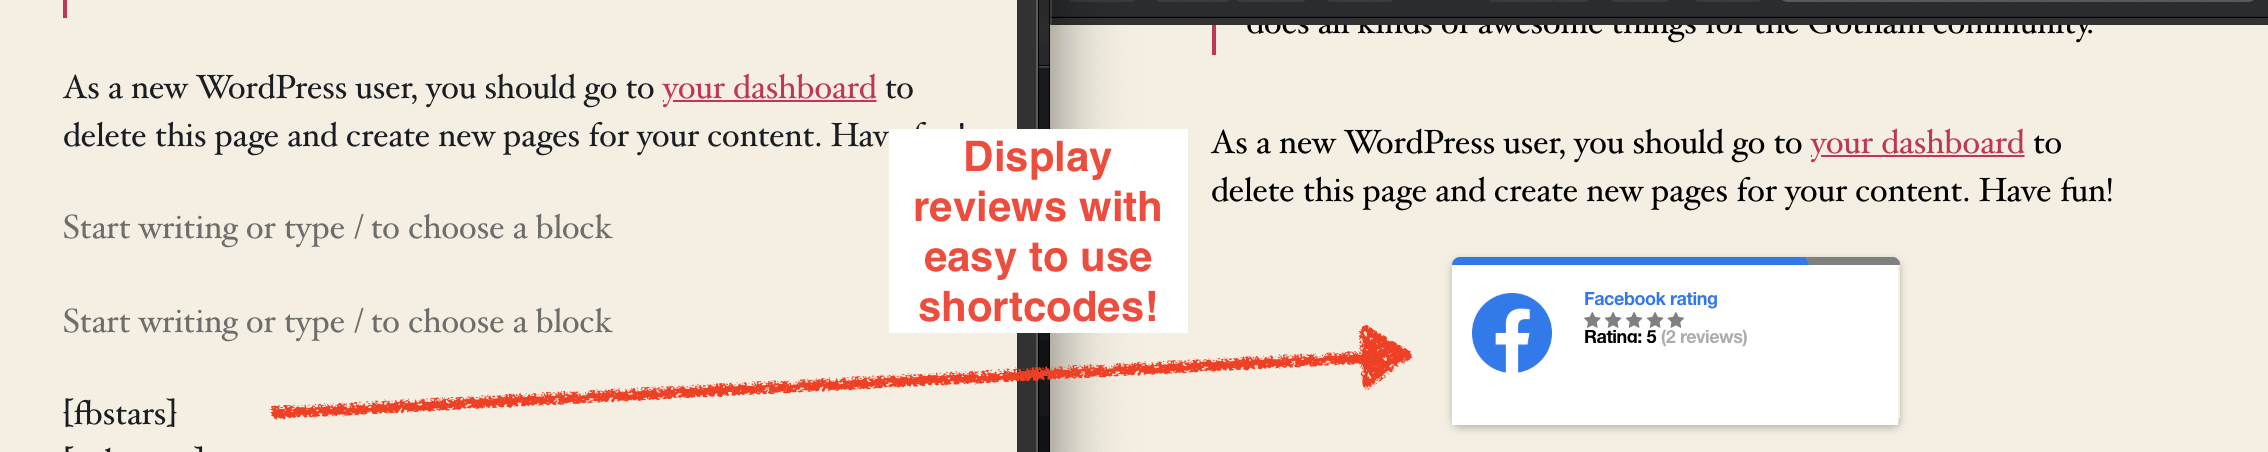 As a new WordPress user, you should go to your dashboard to
delete this page and create new pages for your content. Hav
Start writing or type / to choose a block
Start writing or type / to choose a block
[fbstars]
Display
reviews with
easy to use
shortcodes!
does all kinds of awesome things for the Gotham community.
As a new WordPress user, you should go to your dashboard to
delete this page and create new pages for your content. Have fun!
Facebook rating
Rating: 5 (2 reviews)